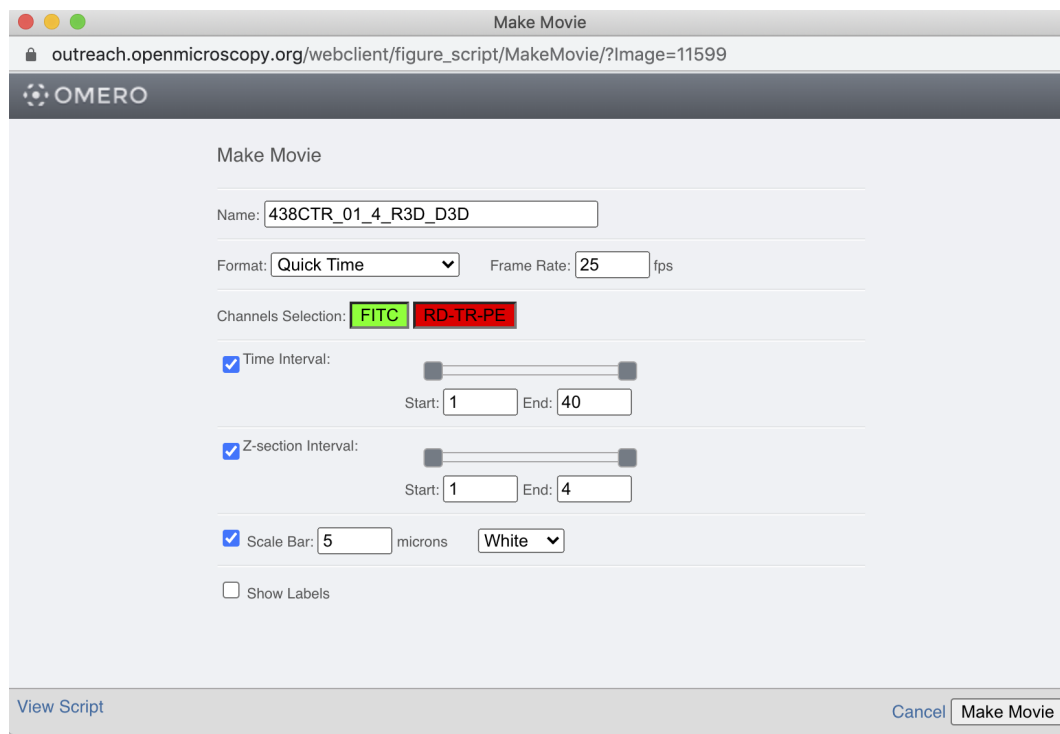 Make Movie
outreach.openmicroscopy.org/webclient/figure_script/MakeMovie/?Image=11599
OMERO
Make Movie
Name: 438CTR_01_4_R3D_D3D
Format: Quick Time Frame Rate: 25 fps
Channels Selection: FITC RD-TR-PE
Time Interval:
Start: 1 End: 40
Z-section Interval:
Start: 1 End: 4
Scale Bar: 5 microns White
Show Labels
View Script Cancel Make Movie